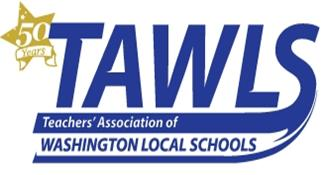 50
Years
TAWLS
Teachers' Association of
WASHINGTON LOCAL SCHOOLS